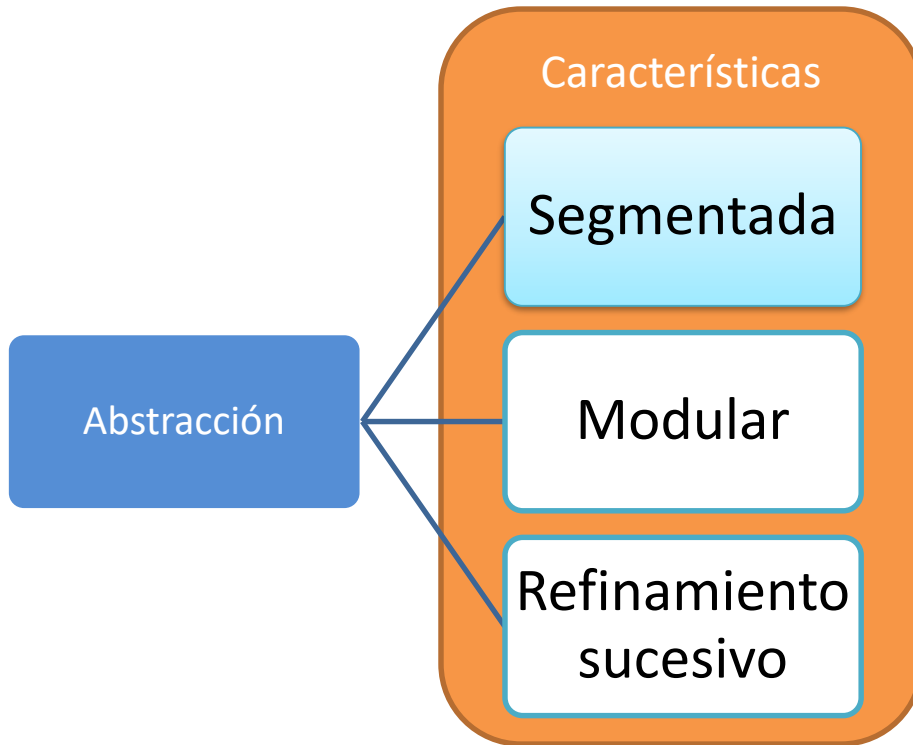 Características
Segmentada
Abstracción
Modular
Refinamiento
sucesivo